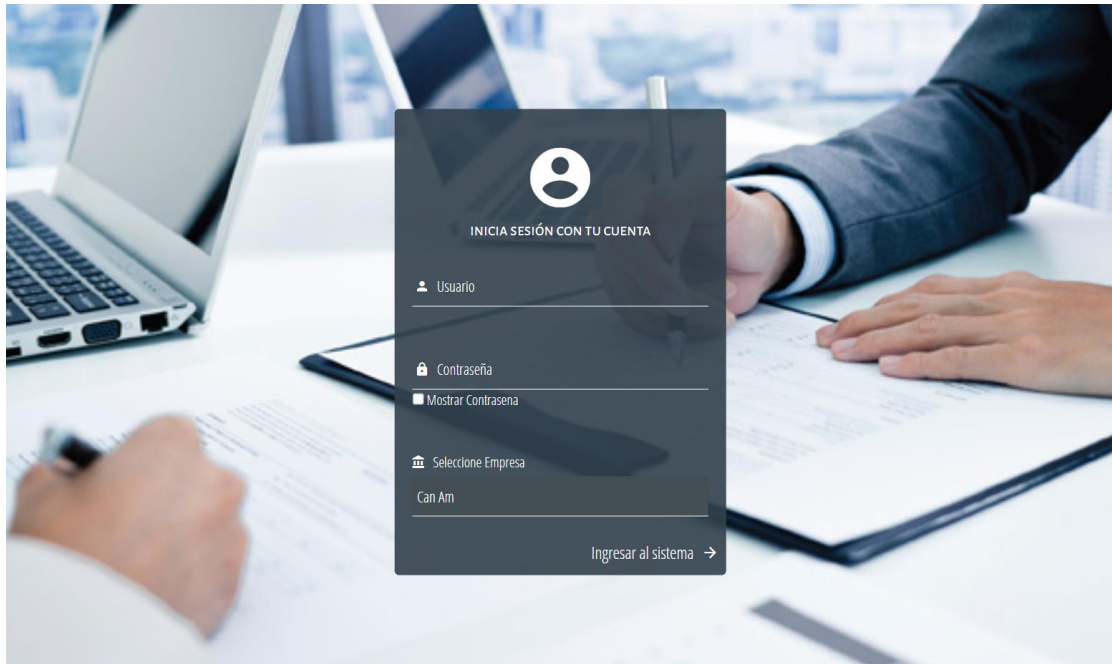 INICIA SESIÓN CON TU CUENTA
Usuario
Contraseña
Mostrar Contrasena
Seleccione Empresa
Can Am
Ingresar al sistema